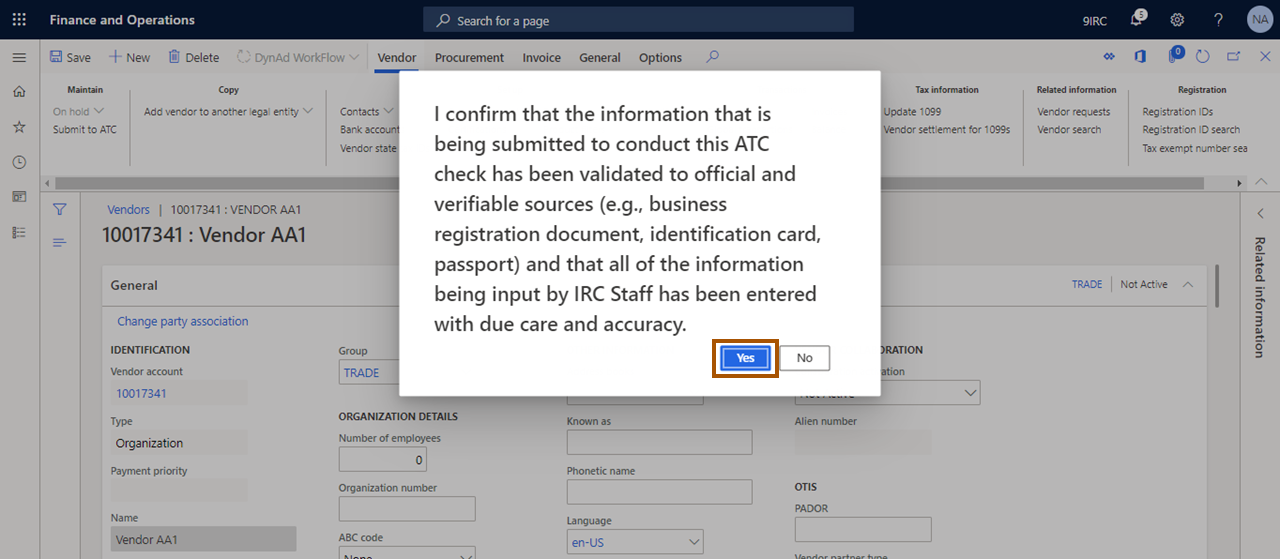 Finance and Operations
Search for a page
9IRC
5
?
NA
Save
New
Delete
DynAd WorkFlow
Vendor
Procurement
Invoice
General
Options
0
Maintain
On hold
Submit to ATC
Copy
Add vendor to another legal entity
Contacts
Bank account
Vendor state
Tax information
Update 1099
Vendor settlement for 1099s
Related information
Vendor requests
Vendor search
Registration
Registration IDs
Registration ID search
Tax exempt number sea
I confirm that the information that is
being submitted to conduct this ATC
check has been validated to official and
verifiable sources (e.g., business
registration document, identification card,
passport) and that all of the information
being input by IRC Staff has been entered
with due care and accuracy.
Yes
No
Vendors | 10017341 : VENDOR AA1
10017341 : Vendor AA1
General
TRADE
Not Active
Change party association
IDENTIFICATION
Vendor account
10017341
Type
Organization
Payment priority
Name
Vendor AA1
Group
TRADE
ORGANIZATION DETAILS
Number of employees
0
Organization number
ABC code
None
Known as
Phonetic name
Language
en-US
ORATION
ation
Not Active
Alien number
OTIS
PADOR
Vendor partner type
Related information